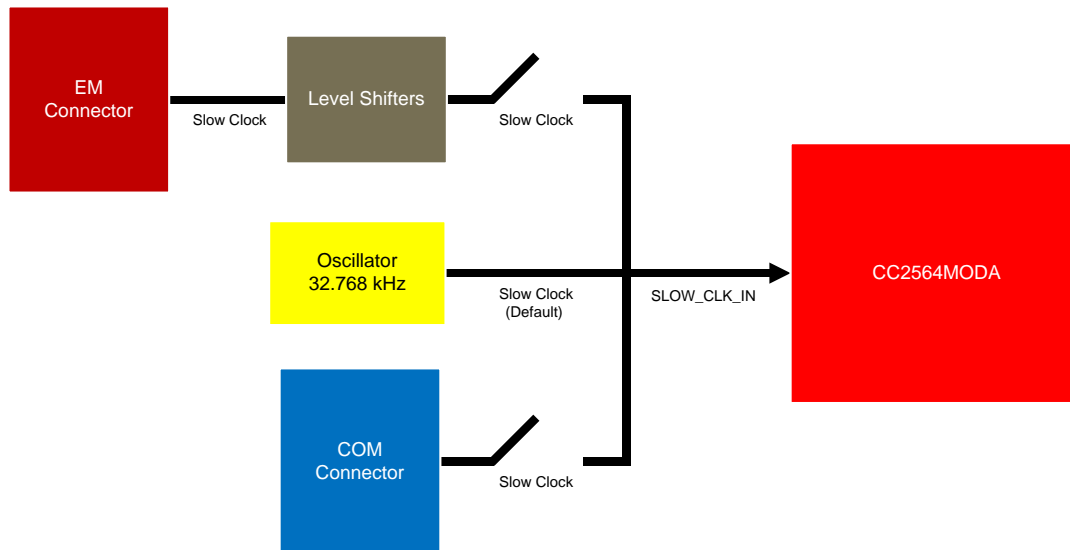 EM
Connector
Slow Clock
Level Shifters
Slow Clock
Oscillator
32.768 kHz
Slow Clock
(Default)
SLOW_CLK_IN
CC2564MODA
COM
Connector
Slow Clock